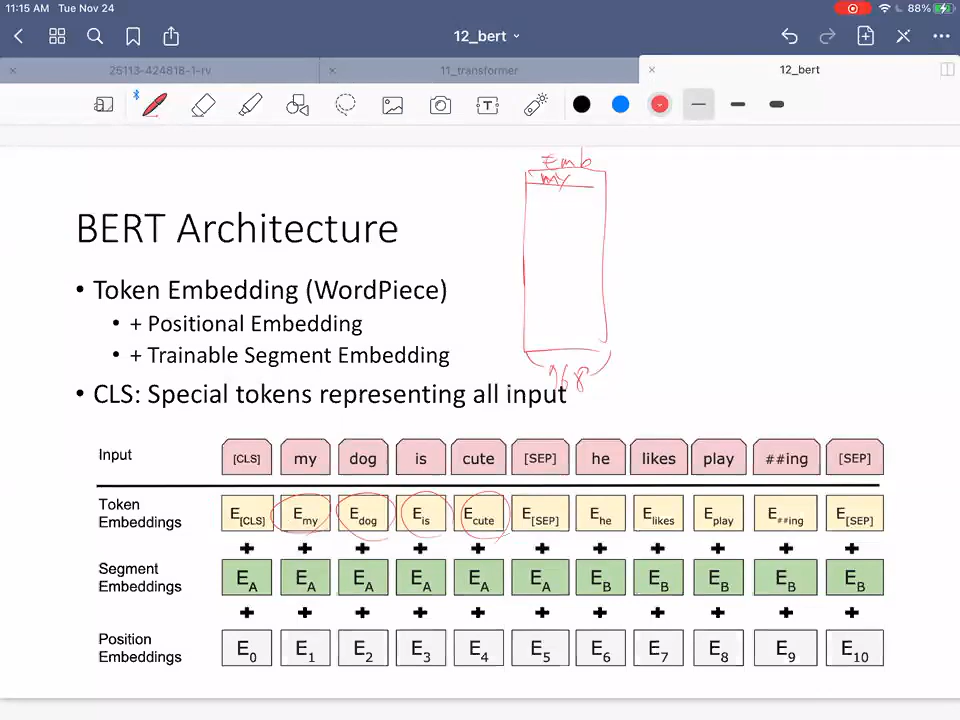 11:15 AM Tue Nov 24
88%
12_bert
25113-424818-1-rv
11_transformer
12_bert
Emb
my
768
BERT Architecture
• Token Embedding (WordPiece)
• + Positional Embedding
• + Trainable Segment Embedding
• CLS: Special tokens representing all input
Input [CLS] my dog is cute [SEP] he likes play ##ing [SEP]
Token Embeddings E[CLS] Emy Edog Eis Ecute E[SEP] Ehe Elikes Eplay E##ing E[SEP]
+ + + + + + + + + + +
Segment Embeddings EA EA EA EA EA EA EB EB EB EB EB
+ + + + + + + + + + +
Position Embeddings E0 E1 E2 E3 E4 E5 E6 E7 E8 E9 E10